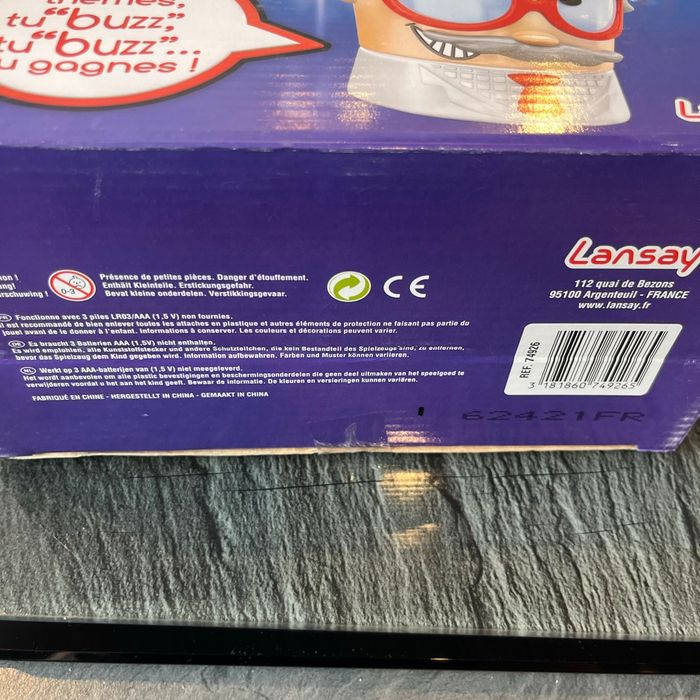 thèmes,
tu "buzz",
tu "buzz"...
u gagnes !
Lansay
112 quai de Bezons
95100 Argenteuil - FRANCE
www.lansay.fr
0-3
Présence de petites pièces. Danger d'étouffement.
Enthält Kleinteile. Erstickungsgefahr.
Bevat kleine onderdelen. Verstikkingsgevaar.
CE
Fonctionne avec 3 piles LR03/AAA (1,5 V) non fournies.
Il est recommandé de bien enlever toutes les attaches en plastique et autres éléments de protection ne faisant pas partie du
jouet avant de le donner à l'enfant. Informations à conserver. Les couleurs et décorations peuvent varier.
DE Es braucht 3 Batterien AAA (1,5V) nicht enthalten.
Es wird empfohlen, alle Kunststoffstecker und andere Schutzteilchen, die kein Bestandteil des Spielzeugs sind, zu entfernen,
bevor das Spielzeug dem Kind gegeben wird. Information aufbewahren. Farben und Muster können variieren.
NL Werkt op 3 AAA-batterijen van (1,5 V) niet meegeleverd.
Het wordt aanbevolen om alle plastic bevestigingen en beschermingsonderdelen die geen deel uitmaken van het speelgoed te
verwijderen voordat u het aan het kind geeft. Bewaar de informatie. De kleuren en versieringen kunnen variëren.
FABRIQUÉ EN CHINE - HERGESTELLT IN CHINA - GEMAAKT IN CHINA
REF. 74926
3 181860 749265
62421FR